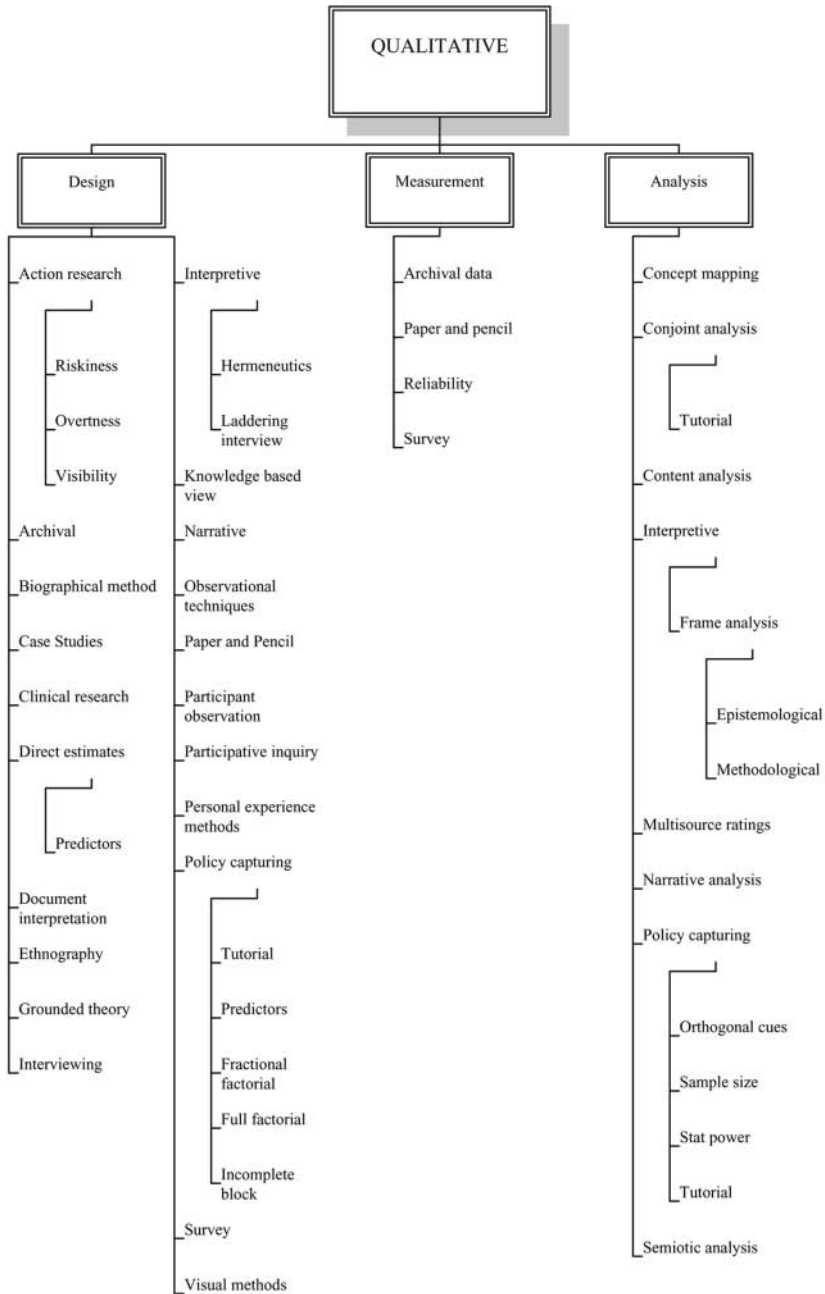 QUALITATIVE
Design
Action research
Riskiness
Overtness
Visibility
Archival
Biographical method
Case Studies
Clinical research
Direct estimates
Predictors
Document
interpretation
Ethnography
Grounded theory
Interviewing
Interpretive
Hermeneutics
Laddering
interview
Knowledge based
view
Narrative
Observational
techniques
Paper and Pencil
Participant
observation
Participative inquiry
Personal experience
methods
Policy capturing
Tutorial
Predictors
Fractional
factorial
Full factorial
Incomplete
block
Survey
Visual methods
Measurement
Archival data
Paper and pencil
Reliability
Survey
Analysis
Concept mapping
Conjoint analysis
Tutorial
Content analysis
Interpretive
Frame analysis
Epistemological
Methodological
Multisource ratings
Narrative analysis
Policy capturing
Orthogonal cues
Sample size
Stat power
Tutorial
Semiotic analysis